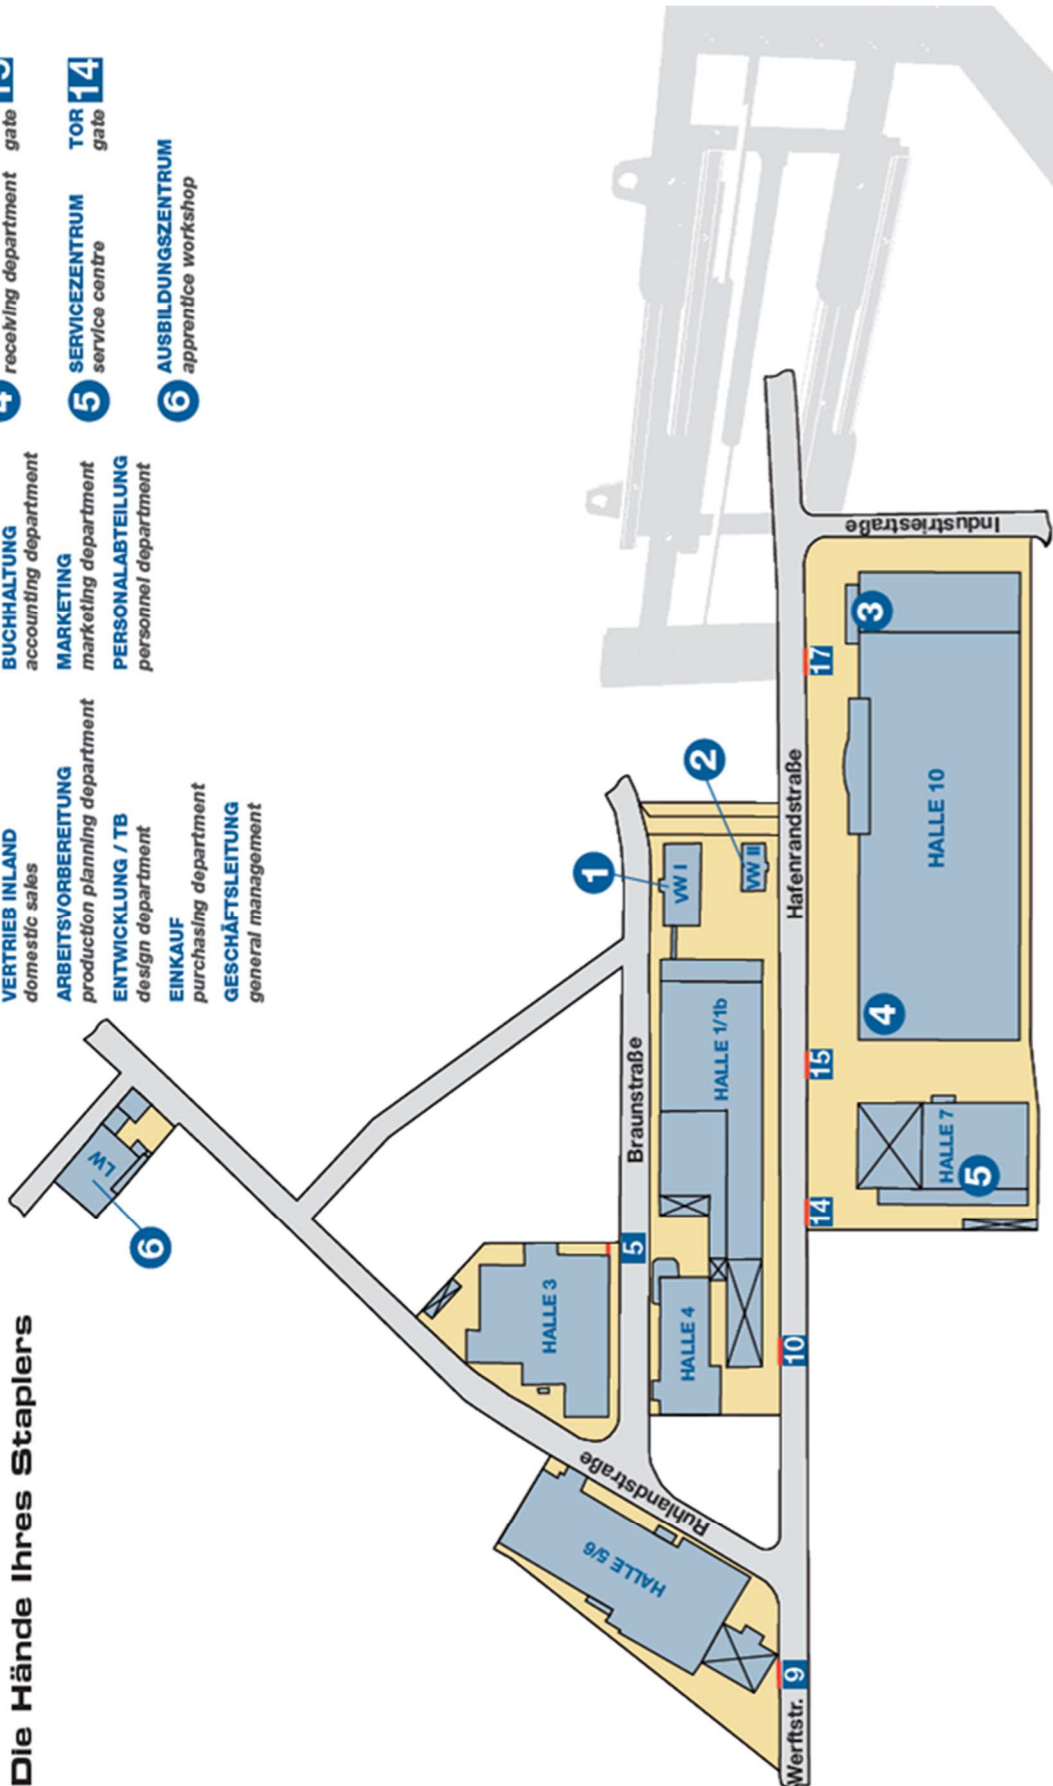 Die Hände Ihres Staplers
VERTRIEB INLAND
domestic sales
ARBEITSVORBEREITUNG
production planning department
ENTWICKLUNG / TB
design department
EINKAUF
purchasing department
GESCHÄFTSLEITUNG
general management
BUCHHALTUNG
accounting department
MARKETING
marketing department
PERSONALABTEILUNG
personnel department
4 receiving department gate
5 SERVICEZENTRUM TOR 14
service centre gate
6 AUSBILDUNGSZENTRUM
apprentice workshop
LW
6
HALLE 3
Ruhlandstraße
HALLE 5/6
5
Braunstraße
1
2
VW I
VW II
HALLE 1/1b
HALLE 4
Werftstr.
9
10
Hafenrandstraße
14
15
17
HALLE 7
5
4
HALLE 10
3
Industriestraße